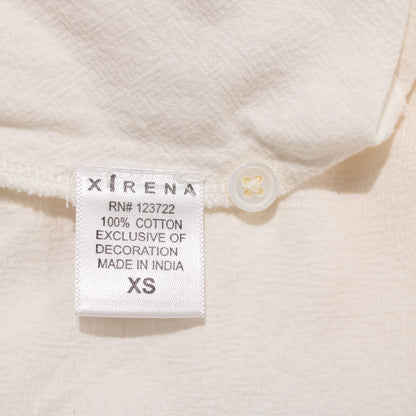 XIRENA
RN# 123722
100% COTTON
EXCLUSIVE OF
DECORATION
MADE IN INDIA
XS